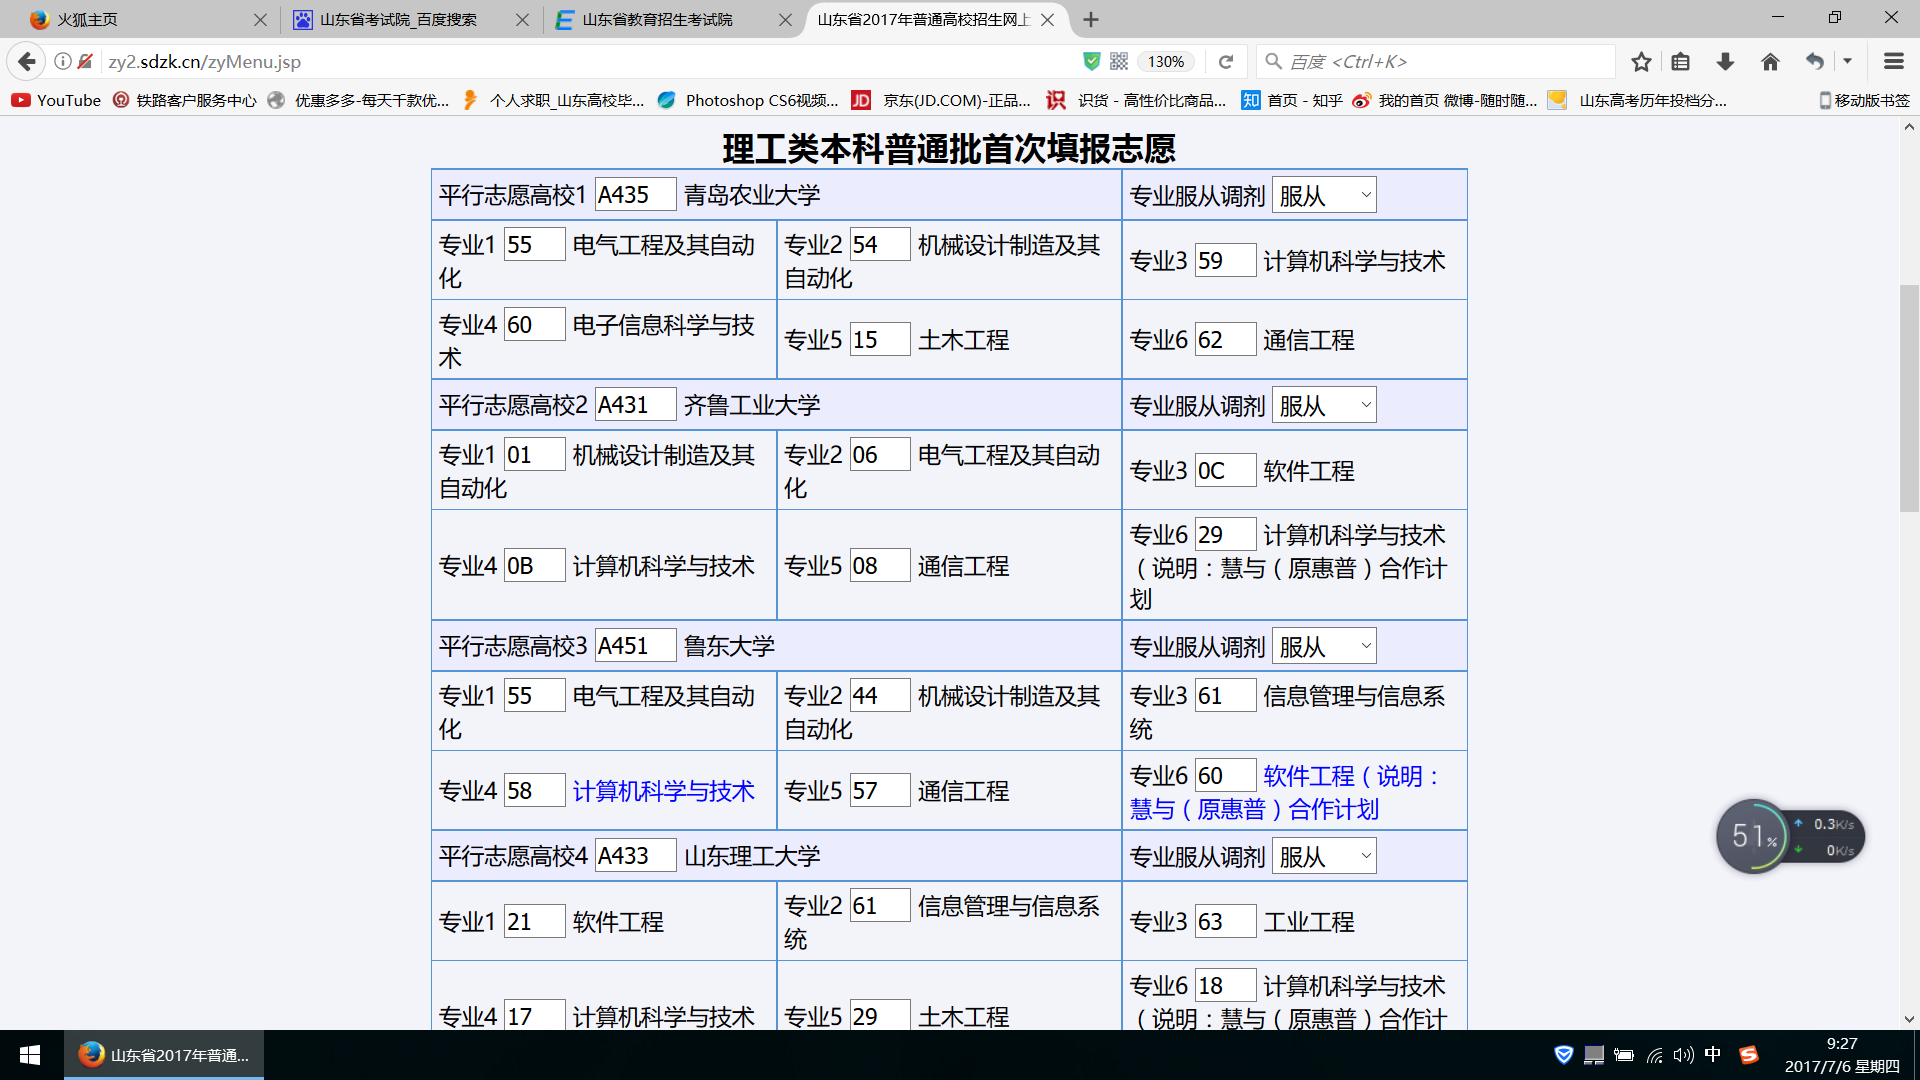 火狐主页
山东省考试院_百度搜索
山东省教育招生考试院
山东省2017年普通高校招生网上
zy2.sdzk.cn/zyMenu.jsp
130%
百度 <Ctrl+K>
YouTube
铁路客户服务中心
优惠多多-每天千款优...
个人求职_山东高校毕...
Photoshop CS6视频...
JD 京东(JD.COM)-正品...
识 识货 - 高性价比商品...
知 首页 - 知乎
我的首页 微博-随时随...
山东高考历年投档分...
移动版书签
理工类本科普通批首次填报志愿
平行志愿高校1 A435 青岛农业大学
专业服从调剂 服从
专业1 55 电气工程及其自动
化
专业2 54 机械设计制造及其
自动化
专业3 59 计算机科学与技术
专业4 60 电子信息科学与技
术
专业5 15 土木工程
专业6 62 通信工程
平行志愿高校2 A431 齐鲁工业大学
专业服从调剂 服从
专业1 01 机械设计制造及其
自动化
专业2 06 电气工程及其自动
化
专业3 0C 软件工程
专业4 0B 计算机科学与技术
专业5 08 通信工程
专业6 29 计算机科学与技术
（说明：慧与（原惠普）合作计
划
平行志愿高校3 A451 鲁东大学
专业服从调剂 服从
专业1 55 电气工程及其自动
化
专业2 44 机械设计制造及其
自动化
专业3 61 信息管理与信息系
统
专业4 58 计算机科学与技术
专业5 57 通信工程
专业6 60 软件工程（说明：
慧与（原惠普）合作计划
平行志愿高校4 A433 山东理工大学
专业服从调剂 服从
专业1 21 软件工程
专业2 61 信息管理与信息系
统
专业3 63 工业工程
专业4 17 计算机科学与技术
专业5 29 土木工程
专业6 18 计算机科学与技术
（说明：慧与（原惠普）合作计
51%
0.3K/s
0K/s
山东省2017年普通...
中
9:27
2017/7/6 星期四